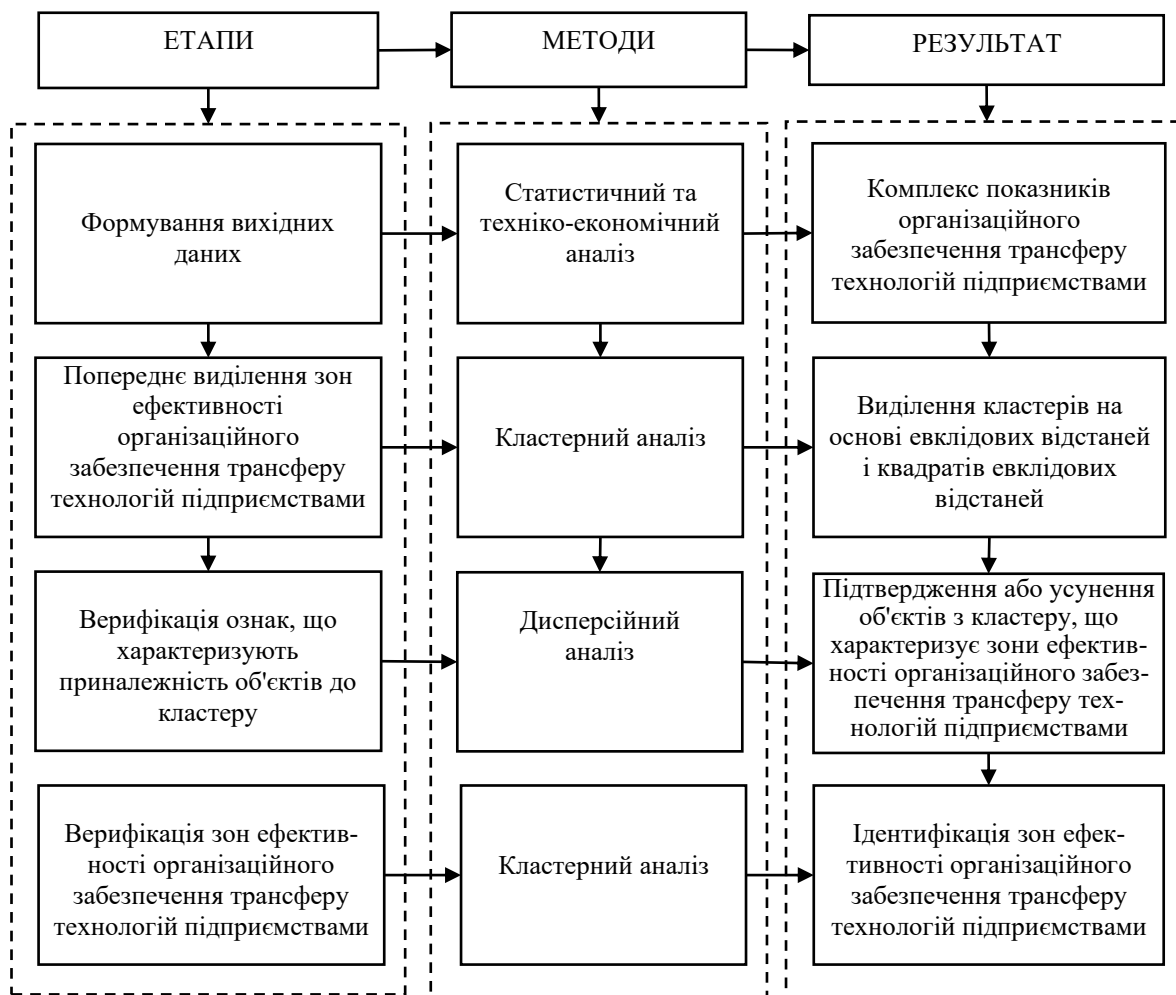 ЕТАПИ
МЕТОДИ
РЕЗУЛЬТАТ
Формування вихідних
даних
Статистичний та
техніко-економічний
аналіз
Комплекс показників
організаційного
забезпечення трансферу
технологій підприємствами
Попереднє виділення зон
ефективності
організаційного
забезпечення трансферу
технологій підприємствами
Кластерний аналіз
Виділення кластерів на
основі евклідових відстаней
і квадратів евклідових
відстаней
Верифікація ознак, що
характеризують
приналежність об'єктів до
кластеру
Дисперсійний
аналіз
Підтвердження або усунення
об'єктів з кластеру, що
характеризує зони ефектив-
ності організаційного забез-
печення трансферу тех-
нологій підприємствами
Верифікація зон ефектив-
ності організаційного
забезпечення трансферу
технологій підприємствами
Кластерний аналіз
Ідентифікація зон ефек-
тивності організаційного
забезпечення трансферу
технологій підприємствами